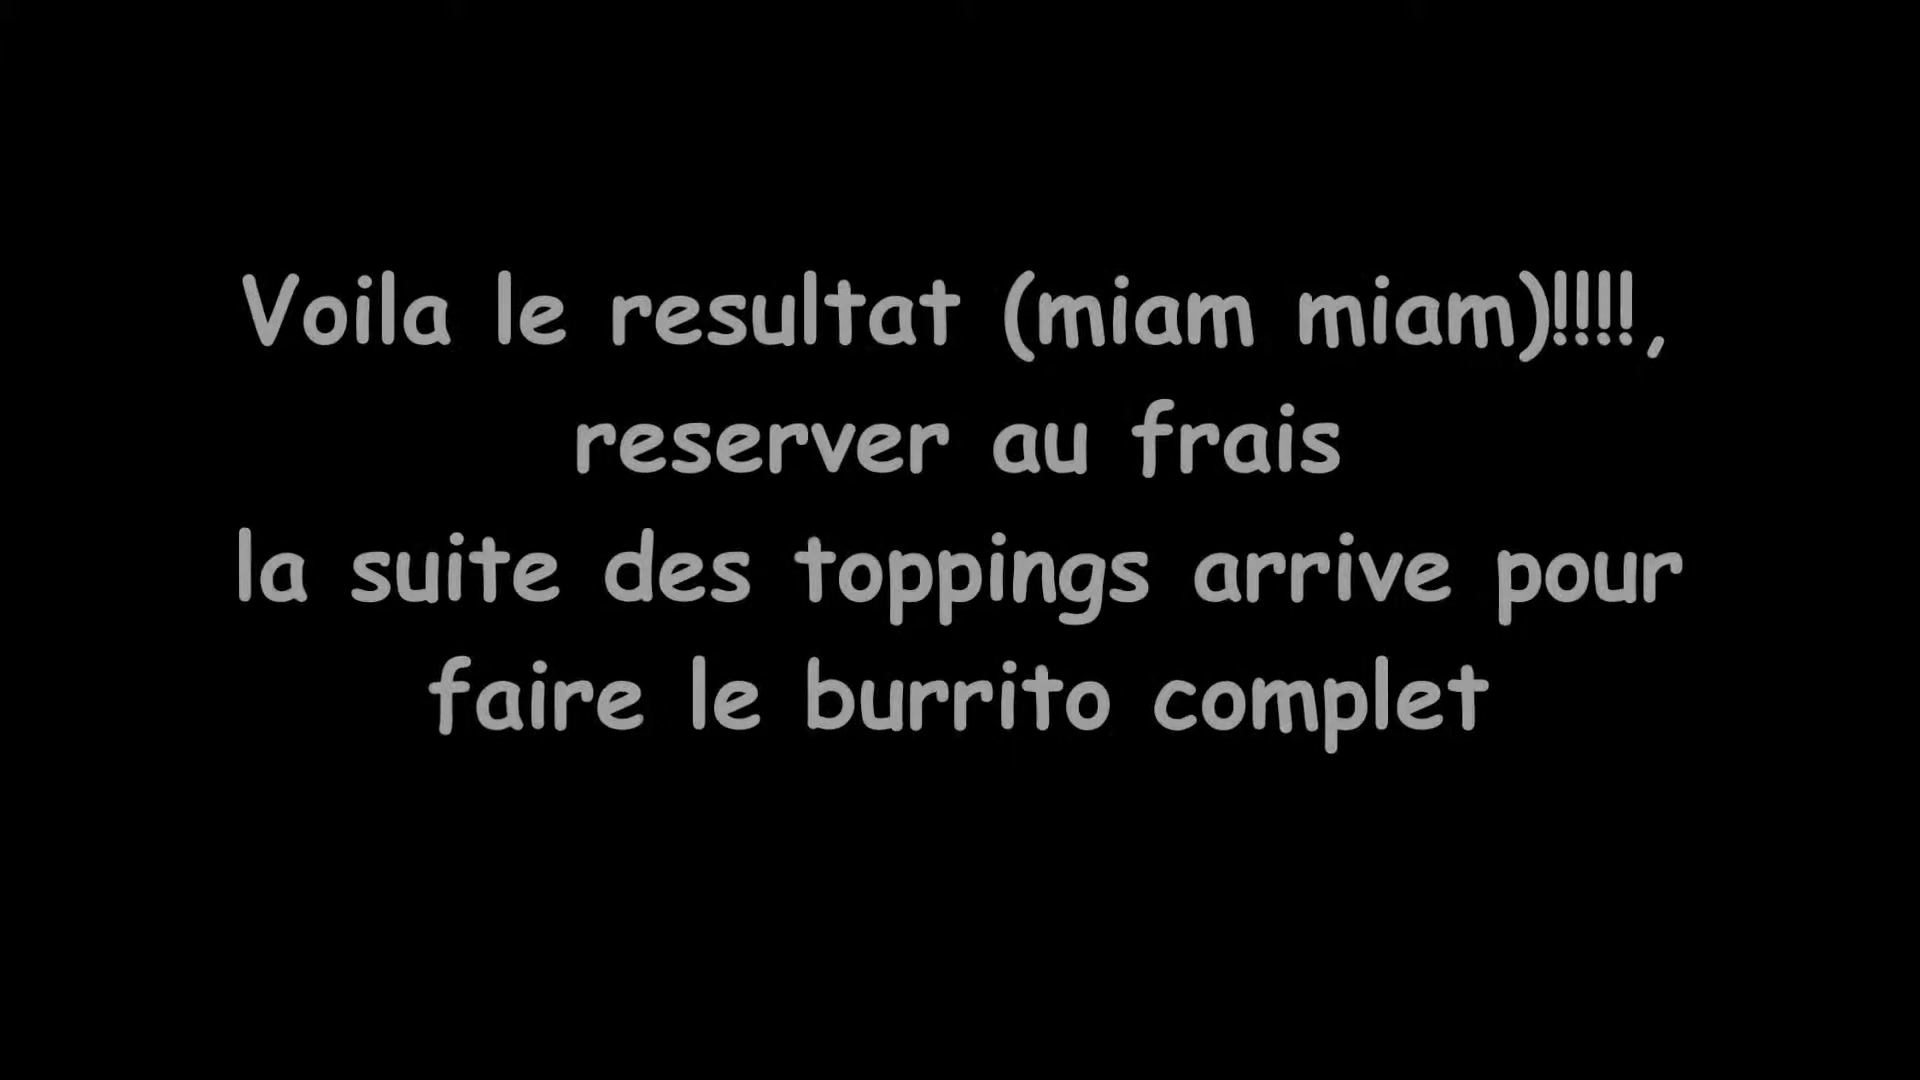 Voila le resultat (miam miam)!!!!,
reserver au frais
la suite des toppings arrive pour
faire le burrito complet